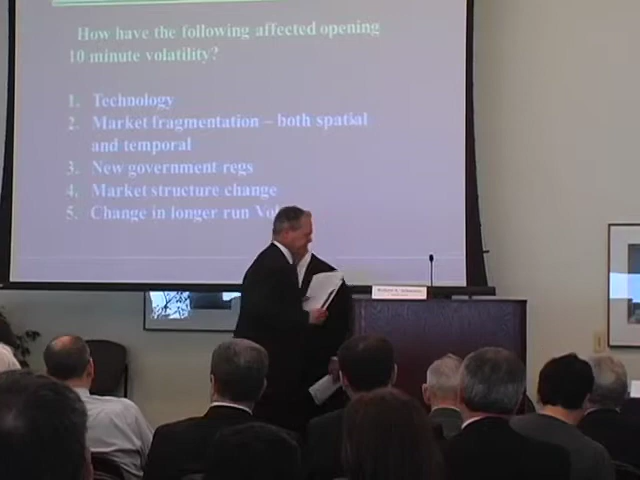 How have the following affected opening
10 minute volatility?
1. Technology
2. Market fragmentation – both spatial
and temporal
3. New government regs
4. Market structure change
5. Change in longer run